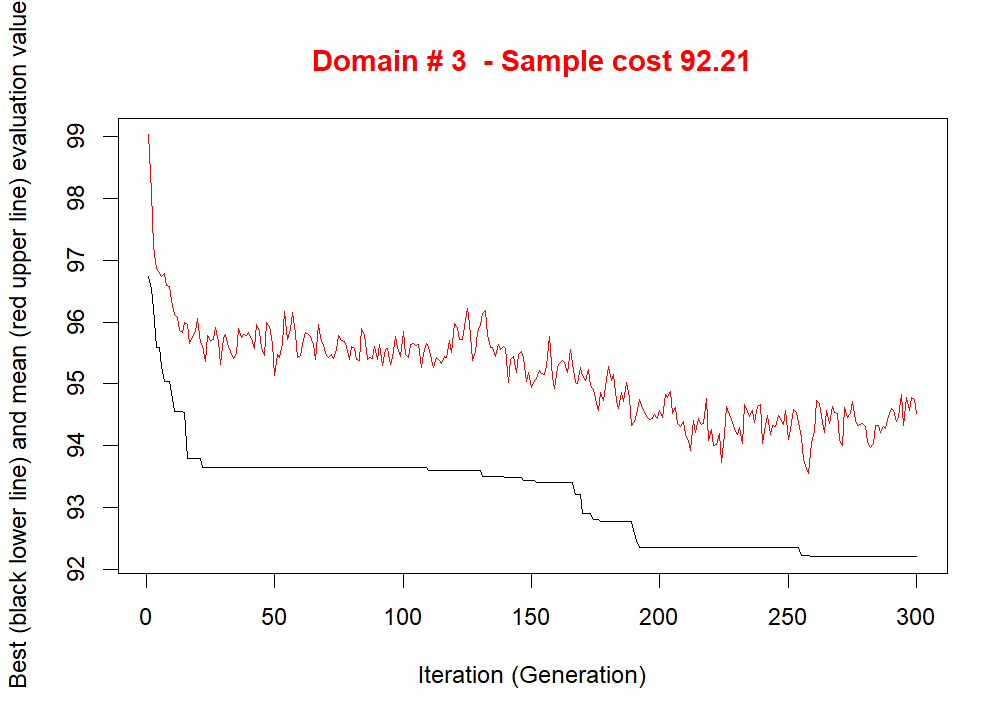 Domain # 3  - Sample cost 92.21
Best (black lower line) and mean (red upper line) evaluation value
99
98
97
96
95
94
93
92
0 50 100 150 200 250 300
Iteration (Generation)